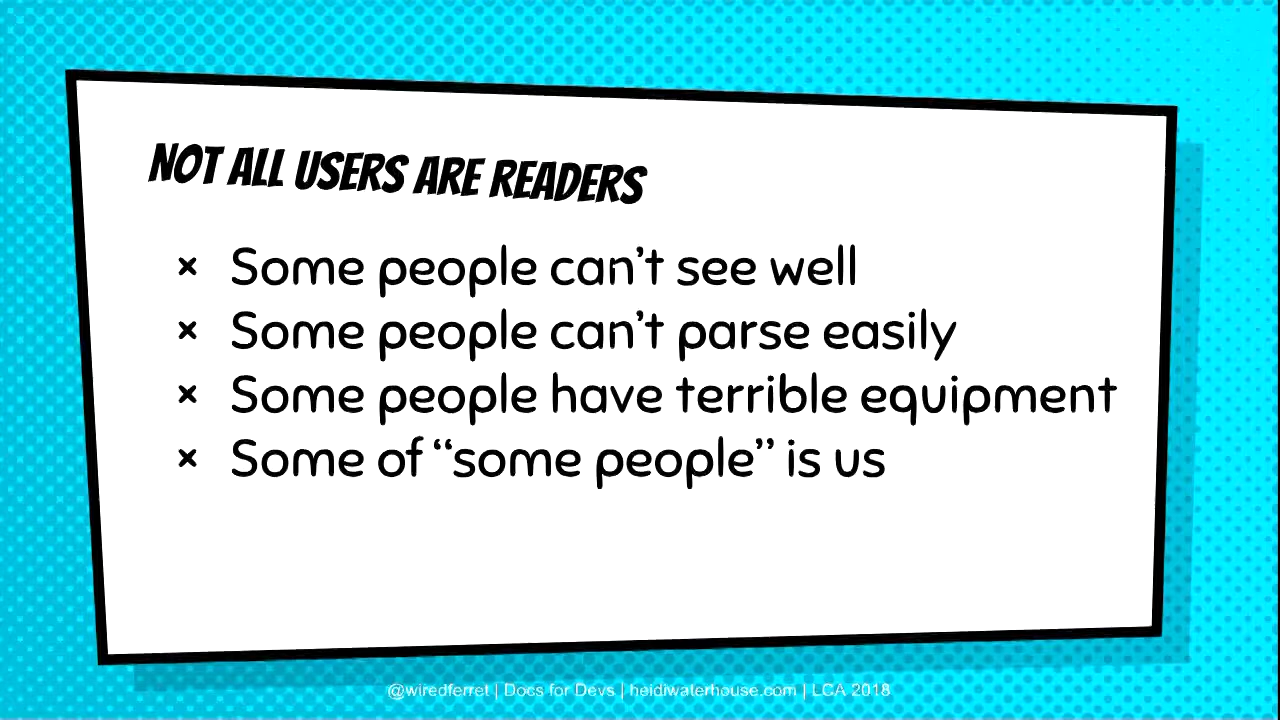 NOT ALL USERS ARE READERS
× Some people can’t see well
× Some people can’t parse easily
× Some people have terrible equipment
× Some of “some people” is us
@wiredferret | Docs for Devs | heidiwaterhouse.com | LCA 2018